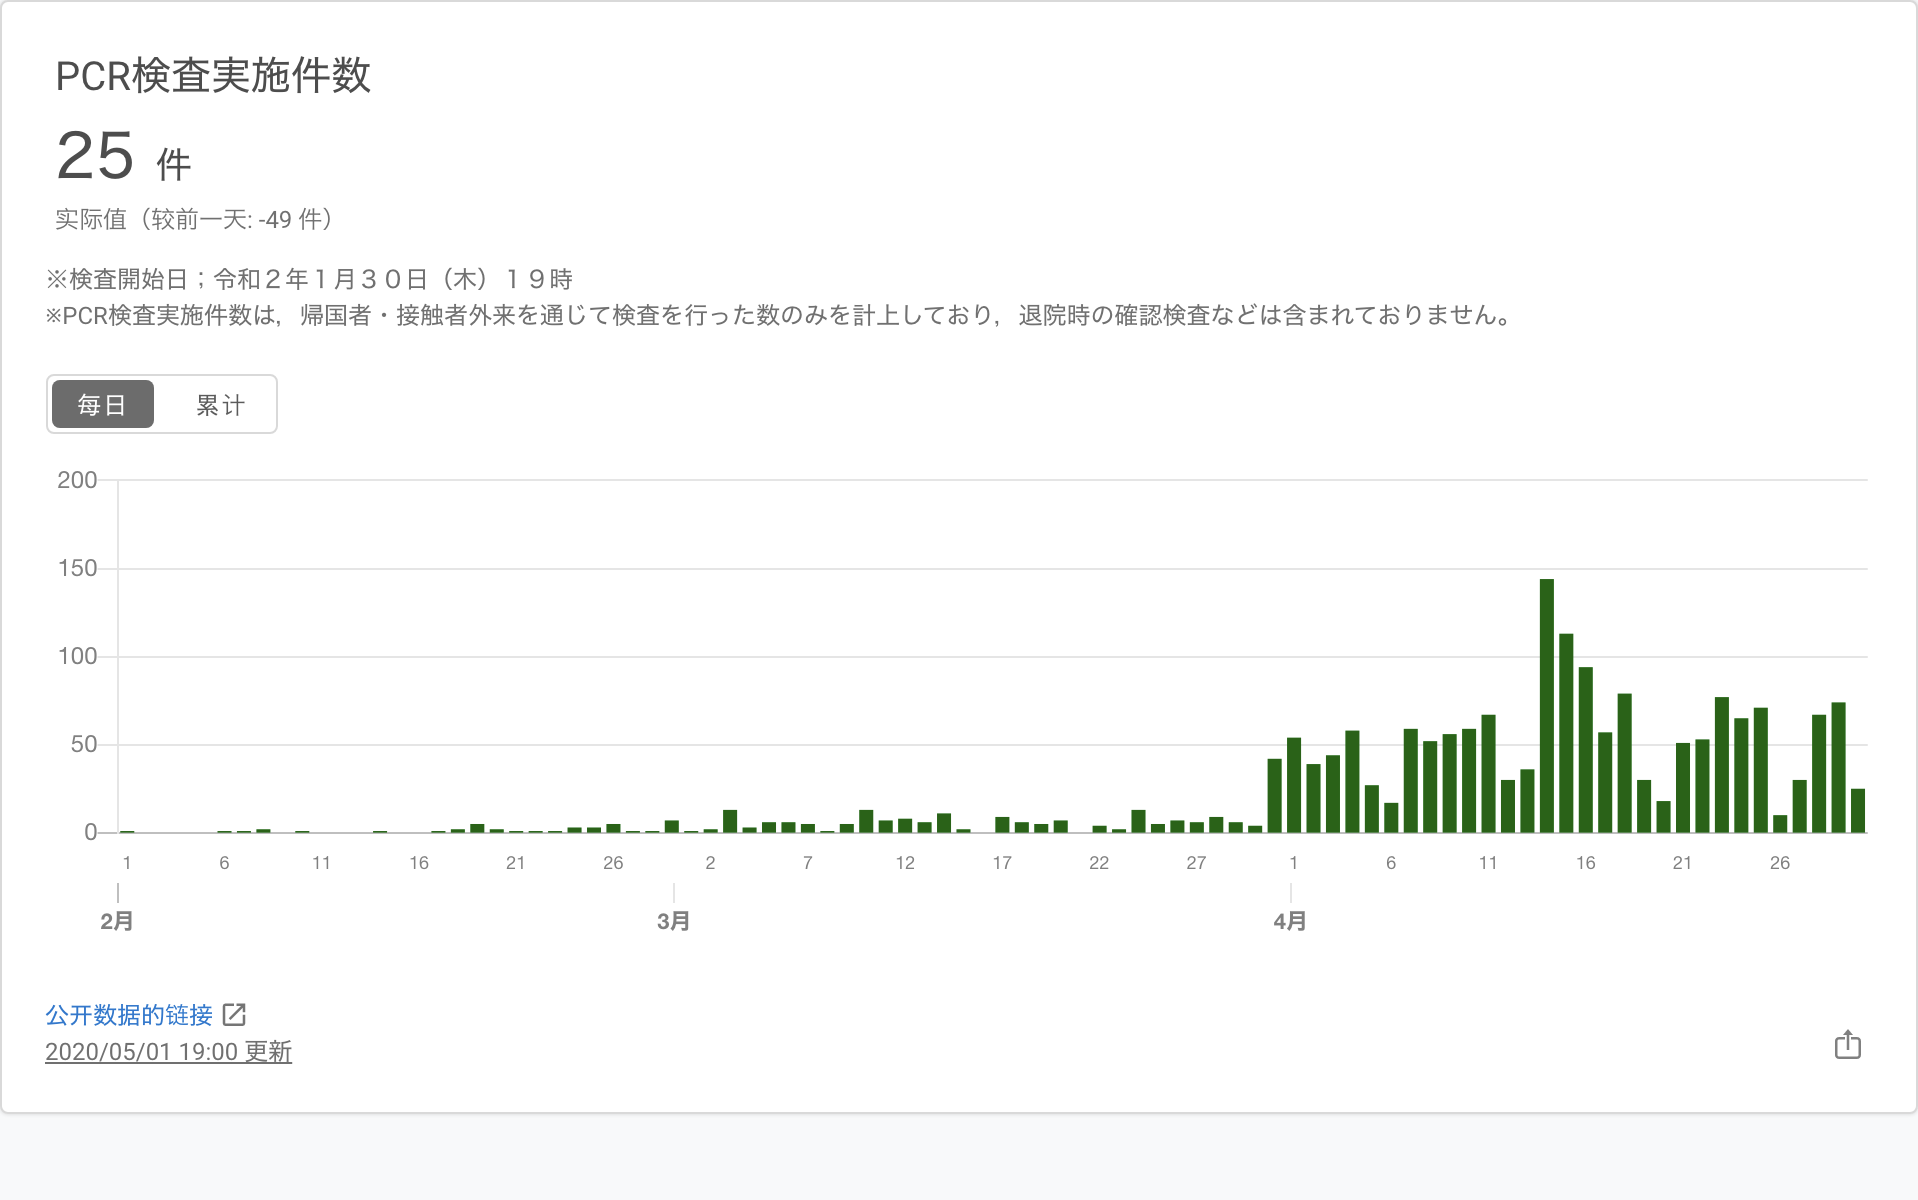 PCR検査実施件数
25 件
实际值（较前一天: -49 件）
※検査開始日；令和２年１月３０日（木）１９時
※PCR検査実施件数は，帰国者・接触者外来を通じて検査を行った数のみを計上しており，退院時の確認検査などは含まれておりません。
每日 累计
200
150
100
50
0
1 6 11 16 21 26 2 7 12 17 22 27 1 6 11 16 21 26
2月 3月 4月
公开数据的链接
2020/05/01 19:00 更新